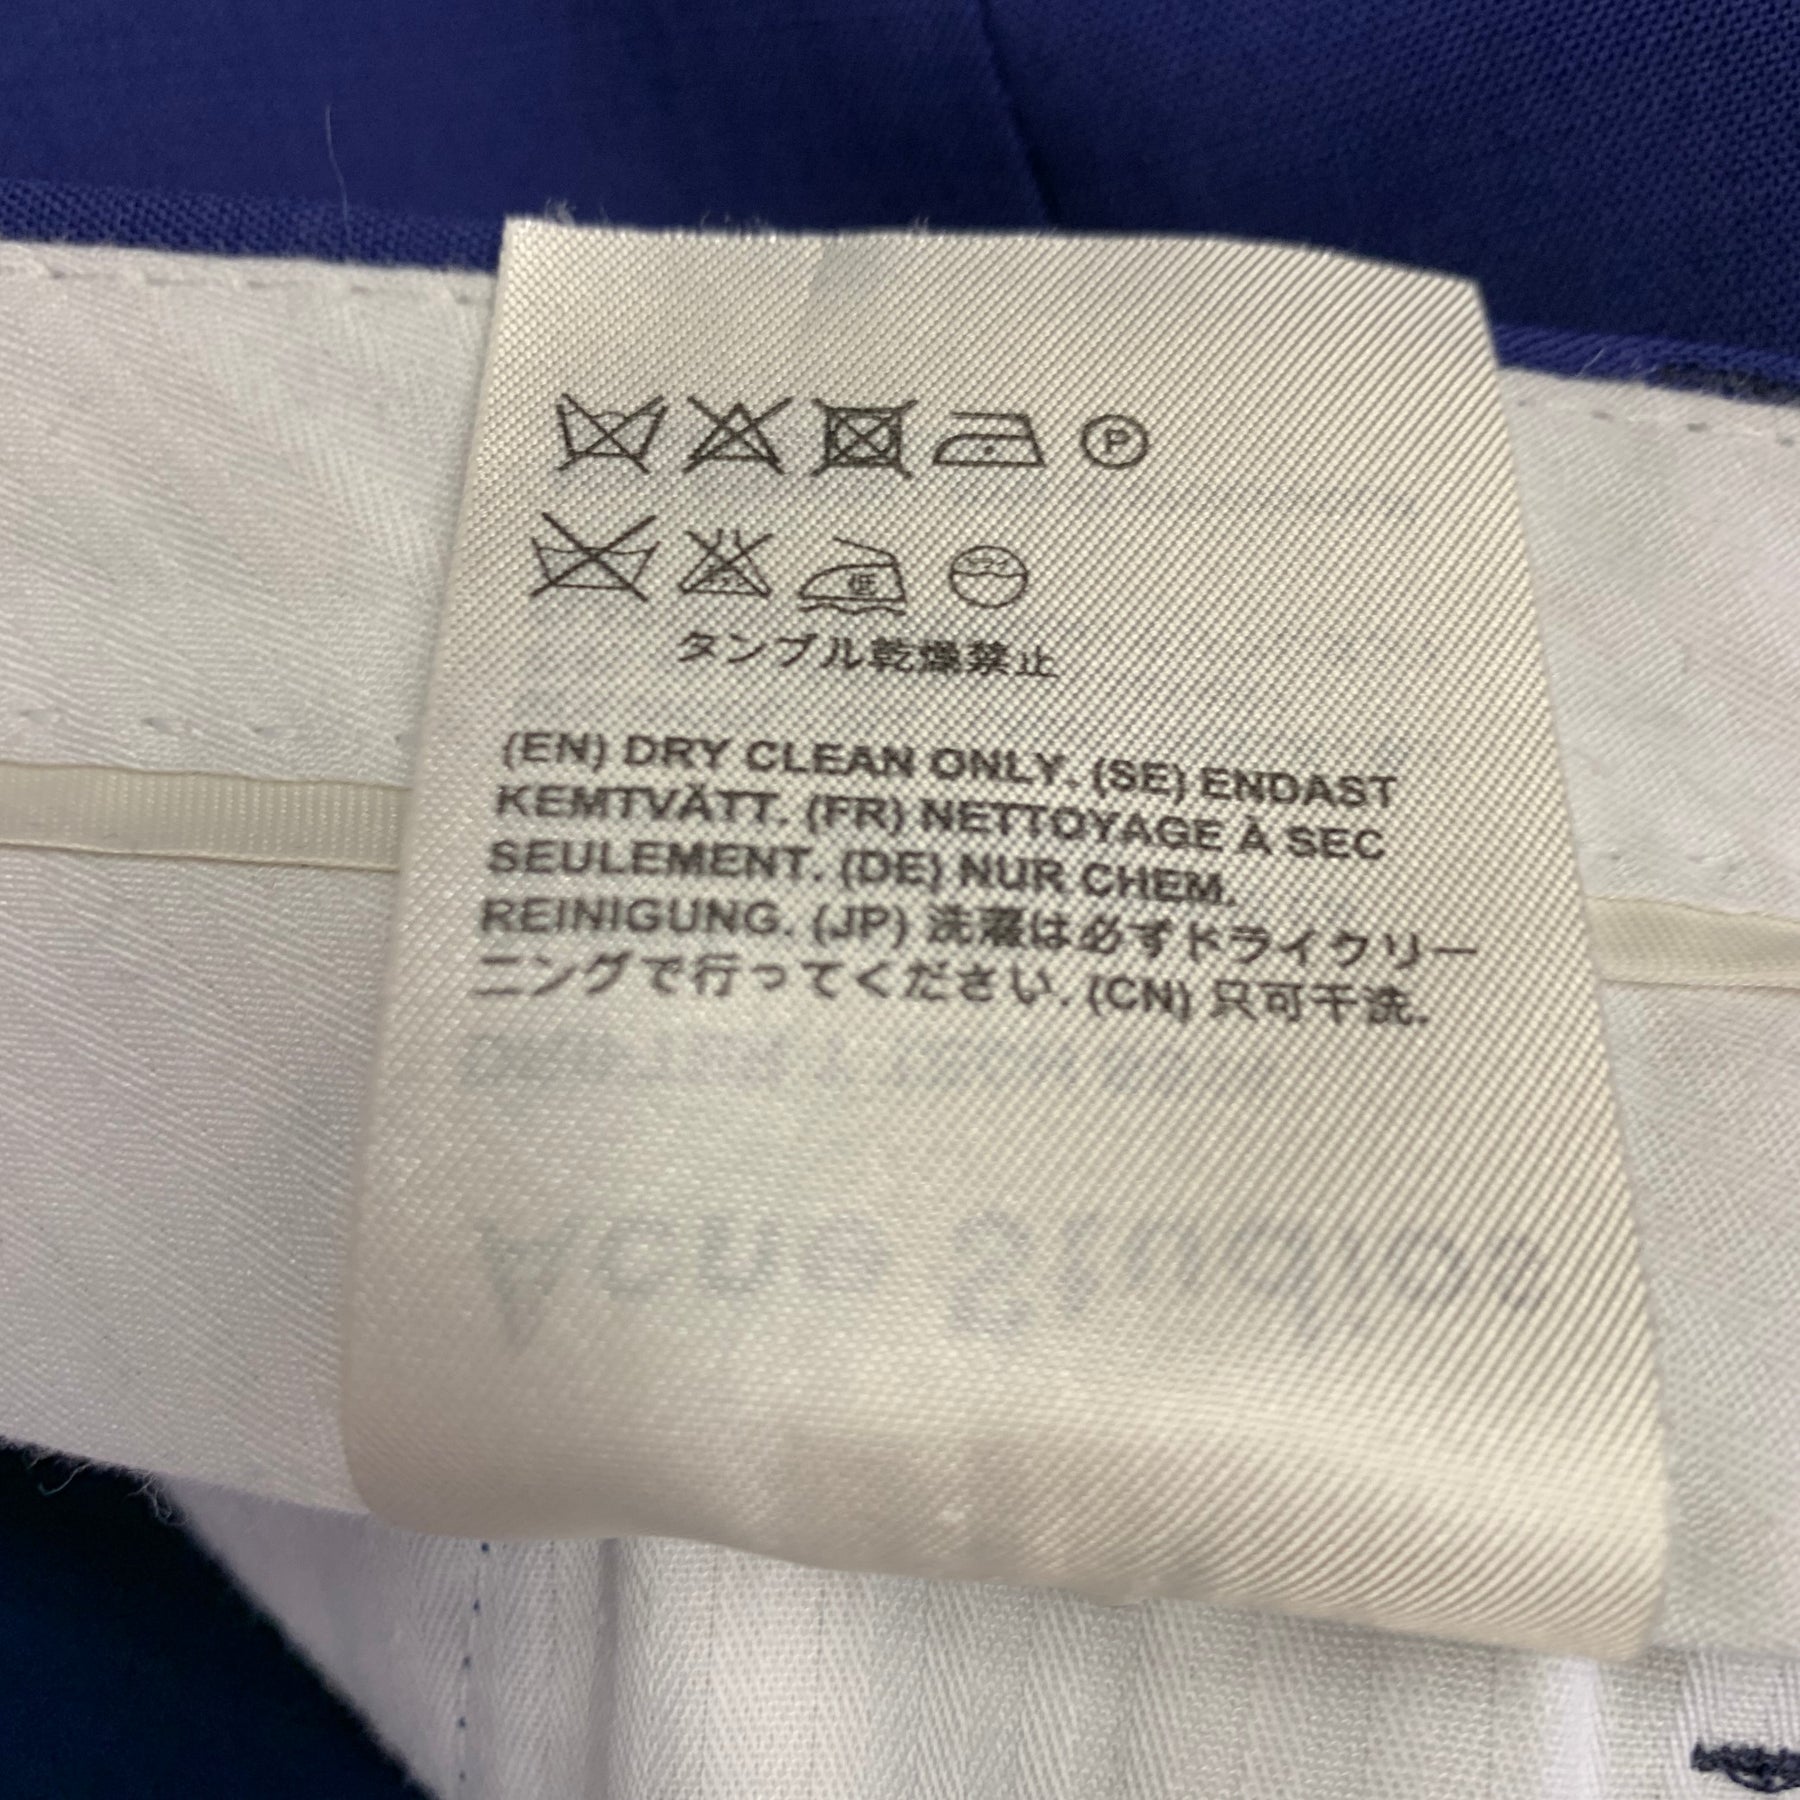 P
低
タンブル乾燥禁止
(EN) DRY CLEAN ONLY. (SE) ENDAST
KEMTVÄTT. (FR) NETTOYAGE À SEC
SEULEMENT. (DE) NUR CHEM.
REINIGUNG. (JP) 洗濯は必ずドライクリー
ニングで行ってください. (CN) 只可干洗.